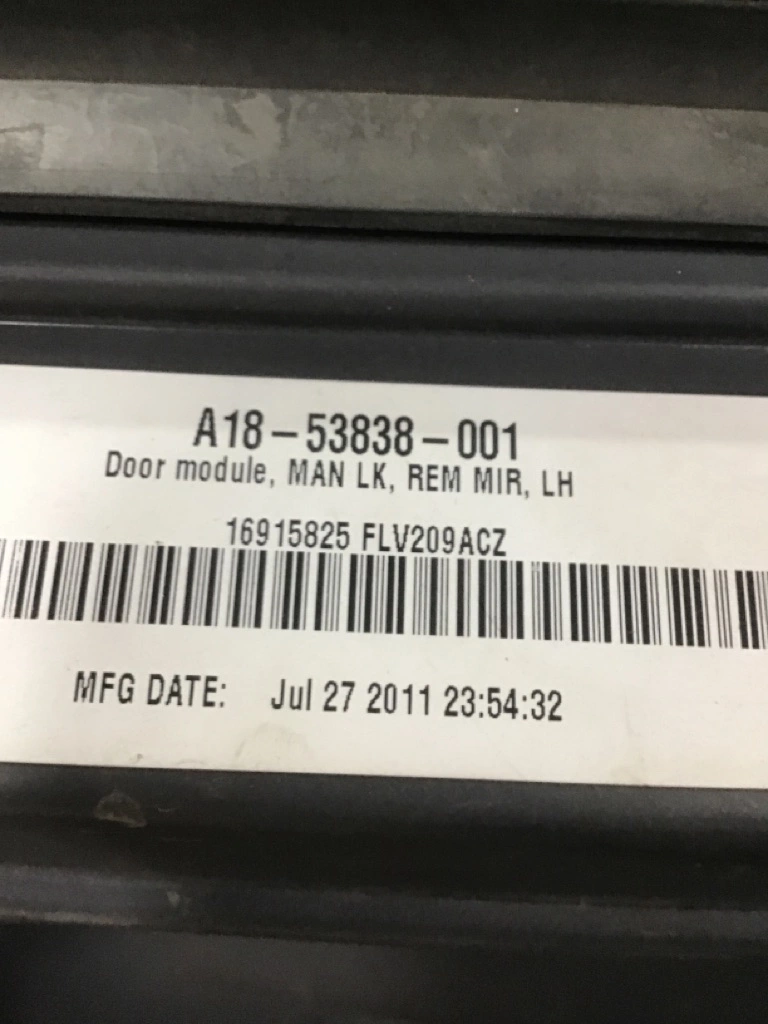 A18-53838-001
Door module, MAN LK, REM MIR, LH
16915825 FLV209ACZ
MFG DATE: Jul 27 2011 23:54:32